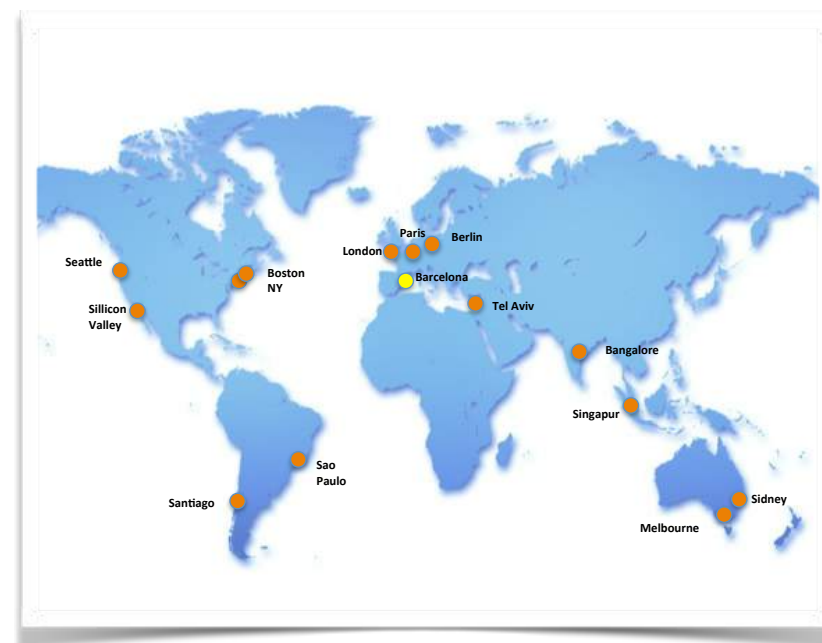 Paris
Berlin
London
Seattle
Boston
NY
Barcelona
Sillicon
Valley
Tel Aviv
Bangalore
Singapur
Sao
Paulo
Santiago
Sidney
Melbourne